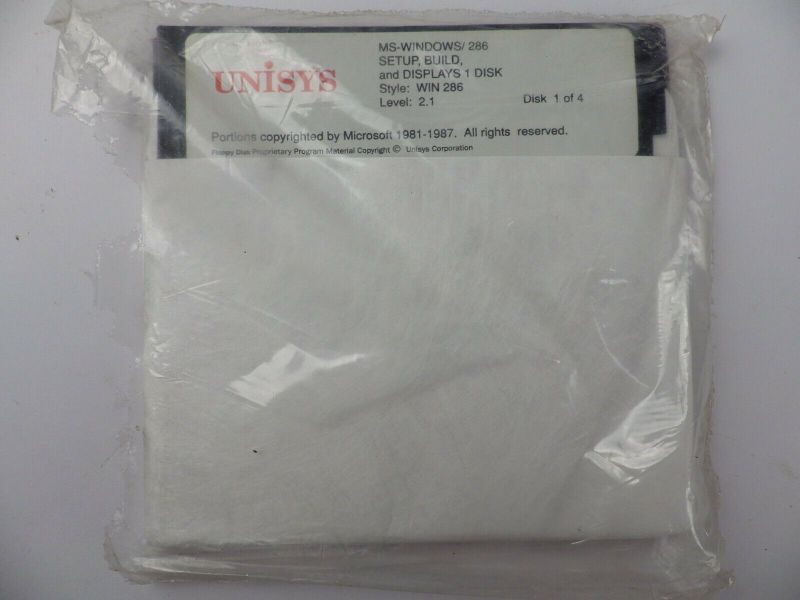 UNiSYS
MS-WINDOWS/ 286
SETUP, BUILD,
and DISPLAYS 1 DISK
Style: WIN 286
Level: 2.1
Disk 1 of 4
Portions copyrighted by Microsoft 1981-1987. All rights reserved.
Floppy Disk Proprietary Program Material Copyright © Unisys Corporation